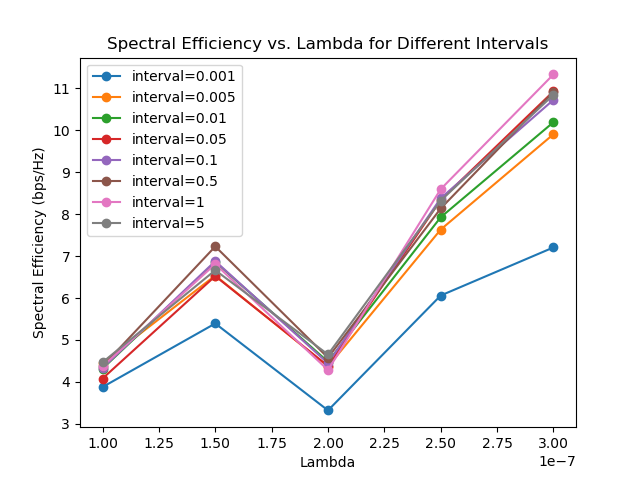 Spectral Efficiency vs. Lambda for Different Intervals
interval=0.001
interval=0.005
interval=0.01
interval=0.05
interval=0.1
interval=0.5
interval=1
interval=5
Spectral Efficiency (bps/Hz)
11
10
9
8
7
6
5
4
3
1.00 1.25 1.50 1.75 2.00 2.25 2.50 2.75 3.00
1e−7
Lambda